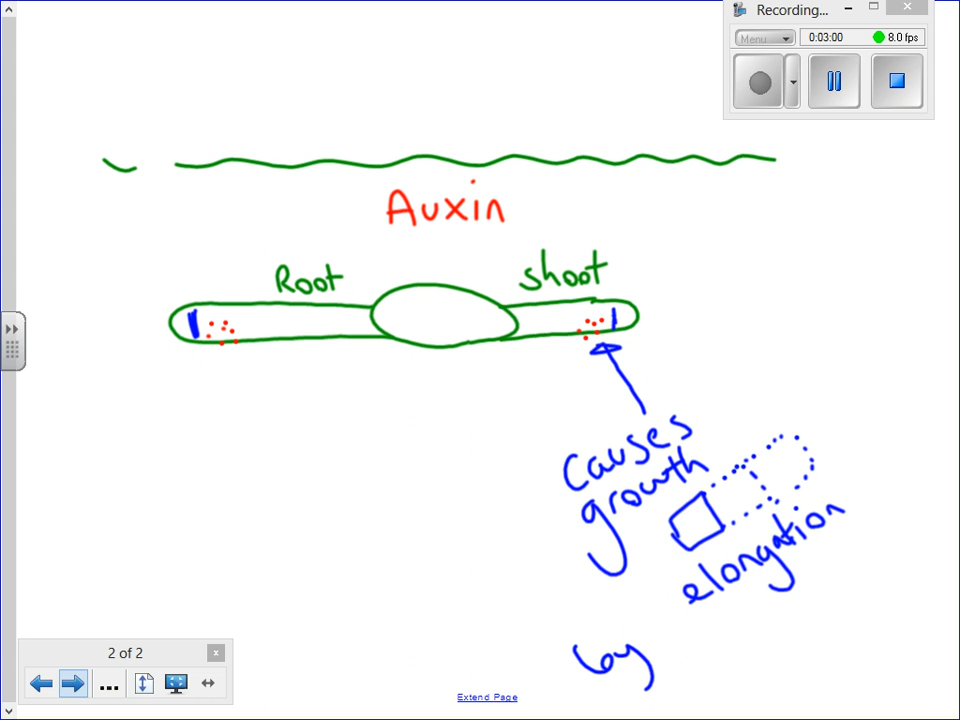 Recording...
Menu
0:03:00
8.0 fps
Auxin
Root
shoot
causes
growth
elongation
by
2 of 2
Extend Page